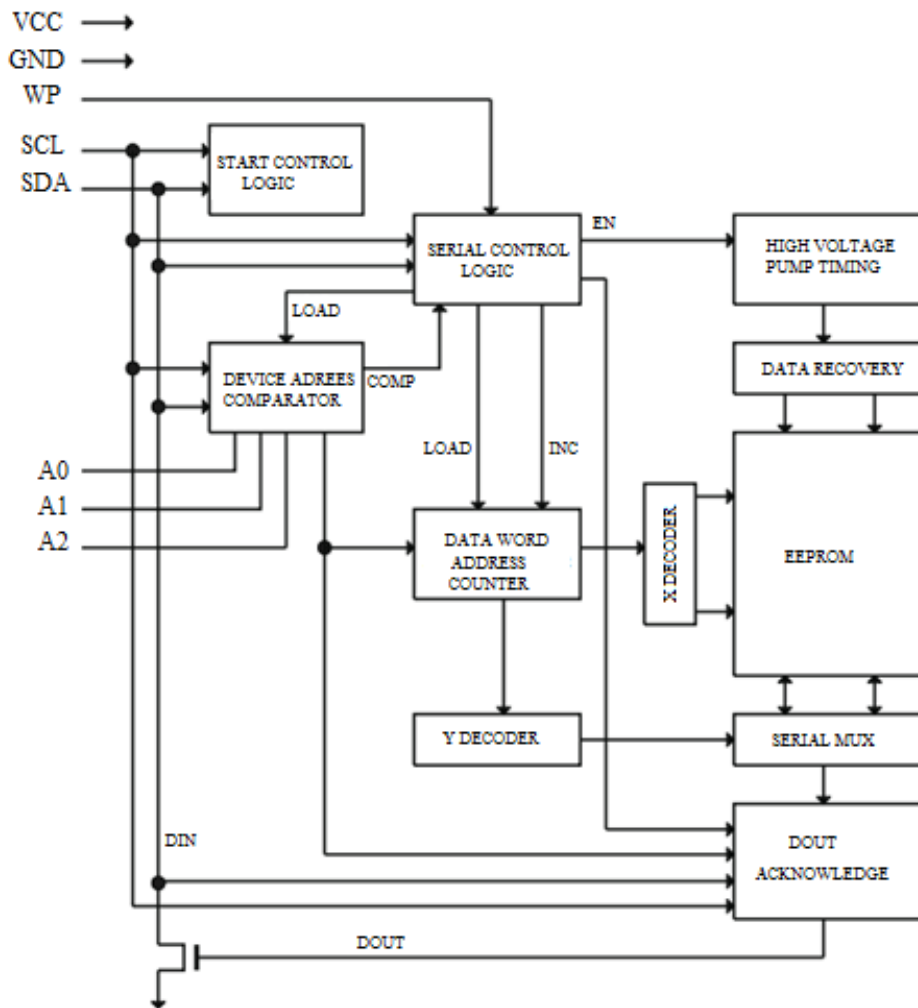 VCC
GND
WP
SCL
SDA
START CONTROL
LOGIC
EN
SERIAL CONTROL
LOGIC
HIGH VOLTAGE
PUMP TIMING
LOAD
DEVICE ADREES
COMPARATOR
COMP
DATA RECOVERY
LOAD
INC
A0
A1
A2
DATA WORD
ADDRESS
COUNTER
X DECODER
EEPROM
Y DECODER
SERIAL MUX
DIN
DOUT
ACKNOWLEDGE
DOUT